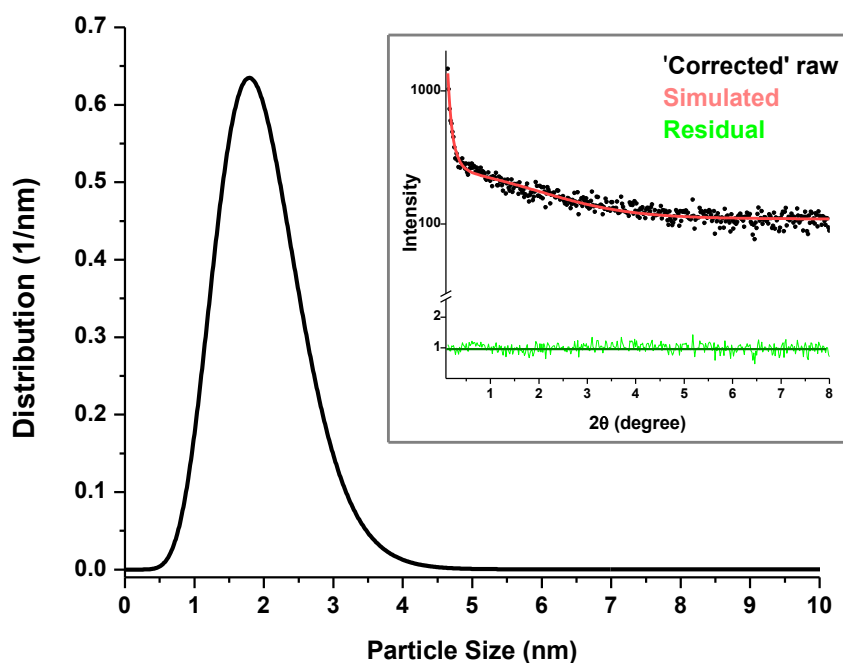 0.7
0.6
0.5
0.4
0.3
0.2
0.1
0.0
Distribution (1/nm)
0 1 2 3 4 5 6 7 8 9 10
Particle Size (nm)
'Corrected' raw
Simulated
Residual
1000
100
2
1
Intensity
1 2 3 4 5 6 7 8
2θ (degree)